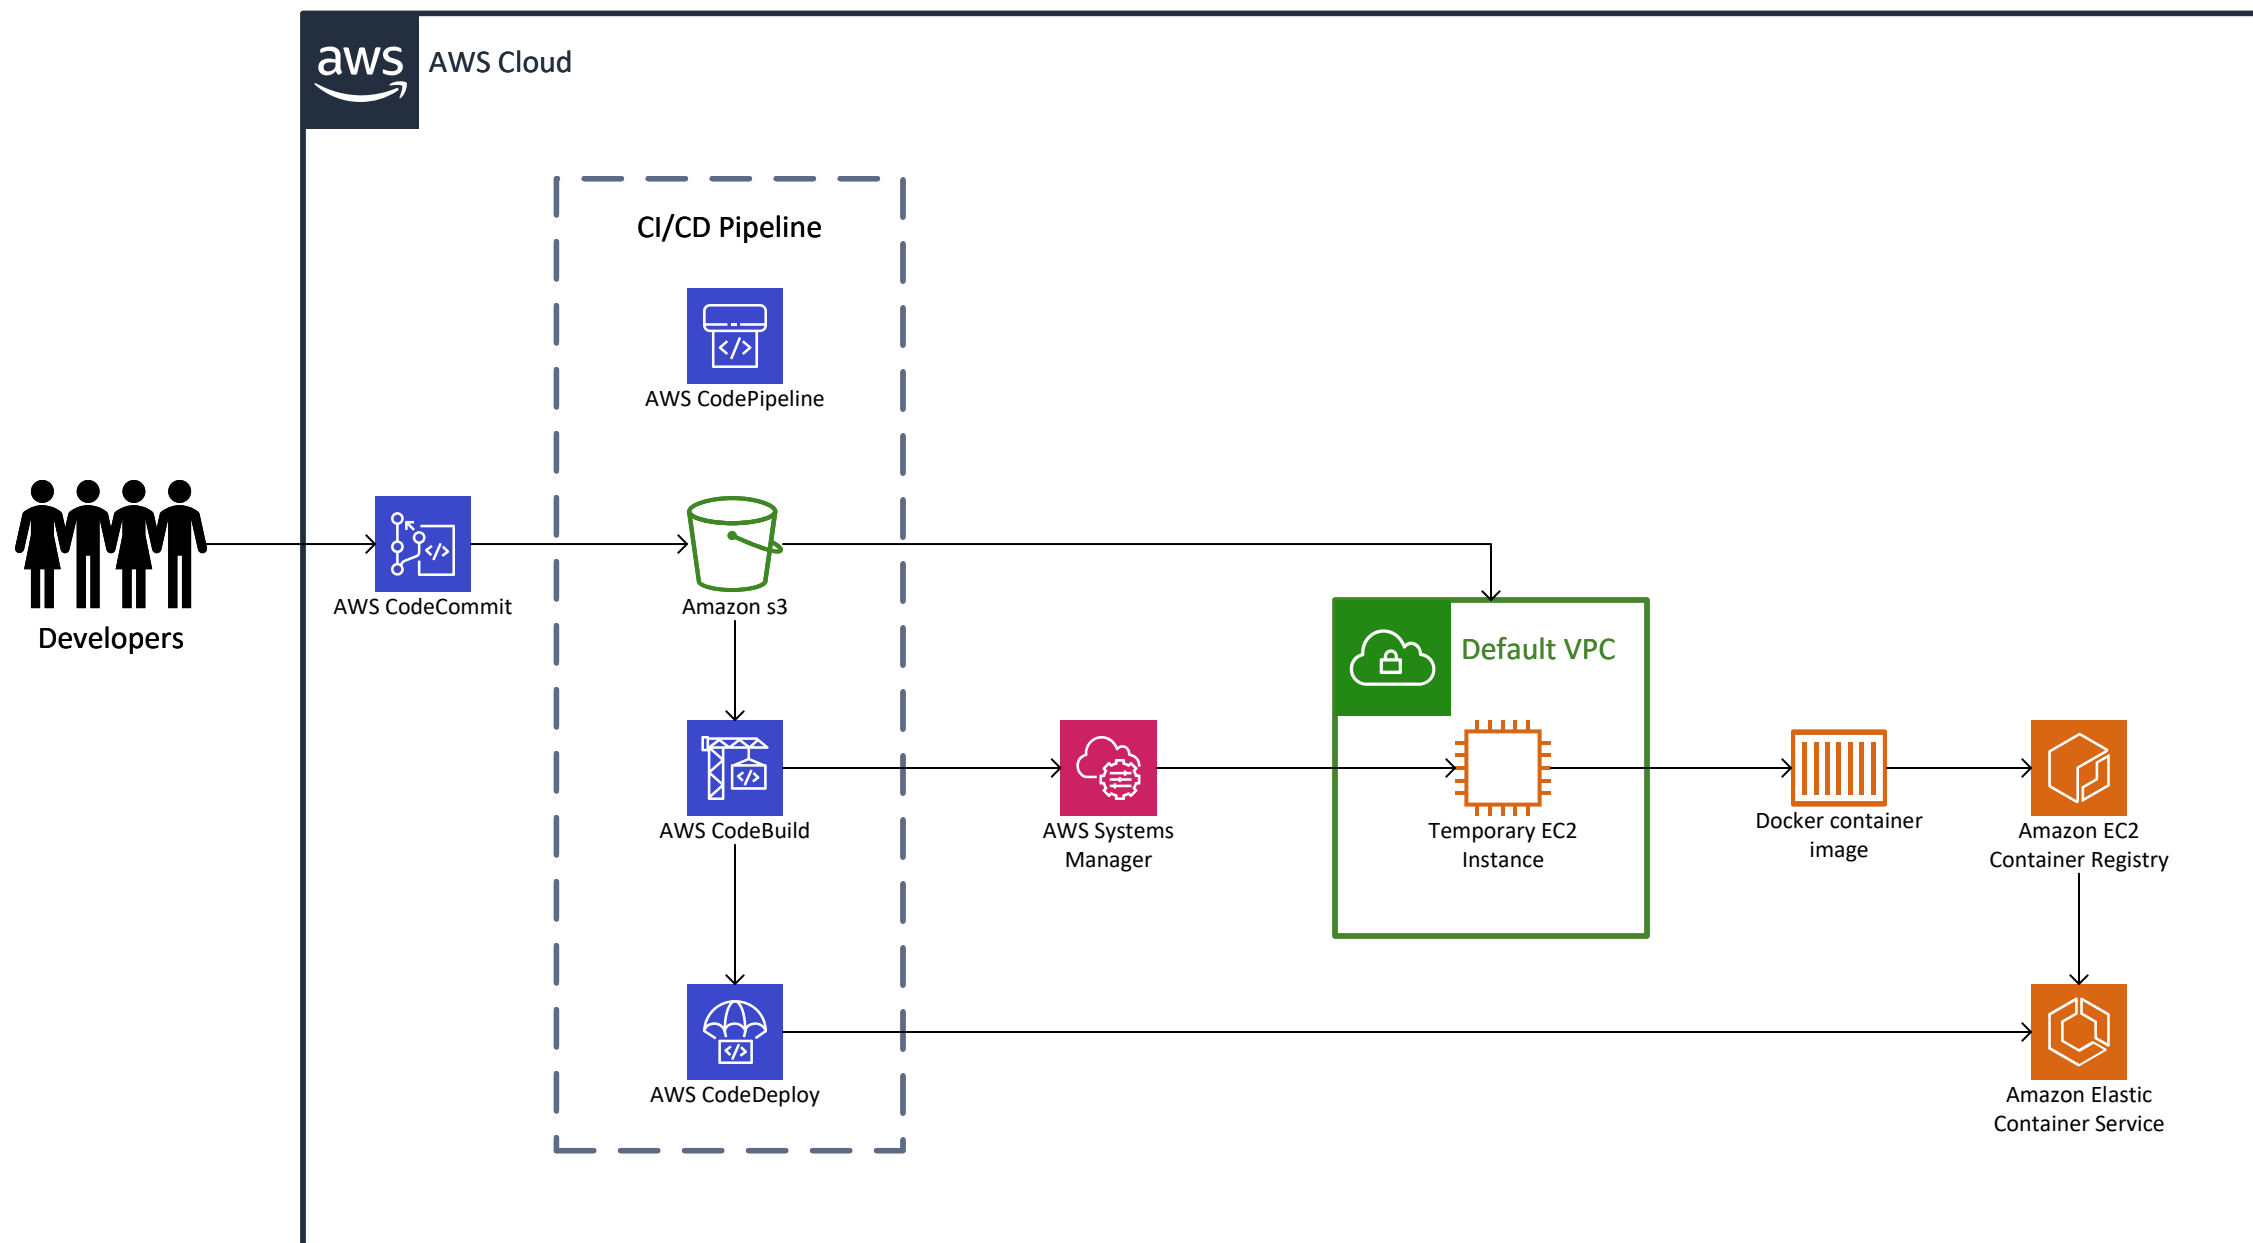 aws
AWS Cloud
CI/CD Pipeline
AWS CodePipeline
Developers
AWS CodeCommit
Amazon s3
Default VPC
AWS CodeBuild
AWS Systems
Manager
Temporary EC2
Instance
Docker container
image
Amazon EC2
Container Registry
AWS CodeDeploy
Amazon Elastic
Container Service